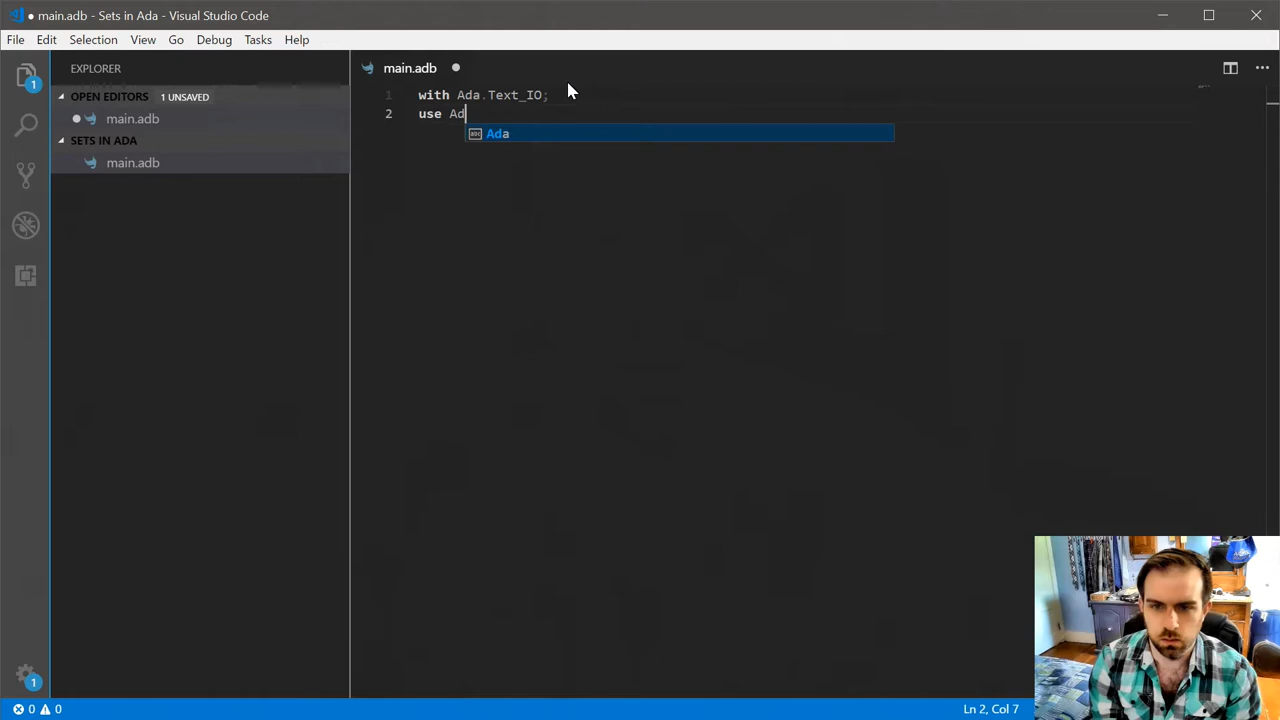 ● main.adb - Sets in Ada - Visual Studio Code
File Edit Selection View Go Debug Tasks Help
EXPLORER
main.adb ●
OPEN EDITORS 1 UNSAVED
● main.adb
SETS IN ADA
main.adb
1 with Ada.Text_IO;
2 use Ad
Ada
1
1
0 0
Ln 2, Col 7